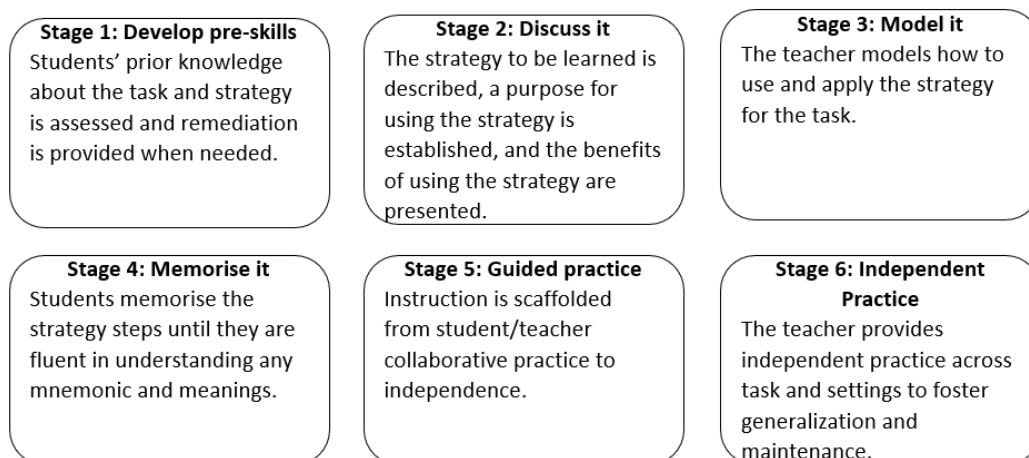 Stage 1: Develop pre-skills
Students' prior knowledge
about the task and strategy
is assessed and remediation
is provided when needed.
Stage 2: Discuss it
The strategy to be learned is
described, a purpose for
using the strategy is
established, and the benefits
of using the strategy are
presented.
Stage 3: Model it
The teacher models how to
use and apply the strategy
for the task.
Stage 4: Memorise it
Students memorise the
strategy steps until they are
fluent in understanding any
mnemonic and meanings.
Stage 5: Guided practice
Instruction is scaffolded
from student/teacher
collaborative practice to
independence.
Stage 6: Independent
Practice
The teacher provides
independent practice across
task and settings to foster
generalization and
maintenance.